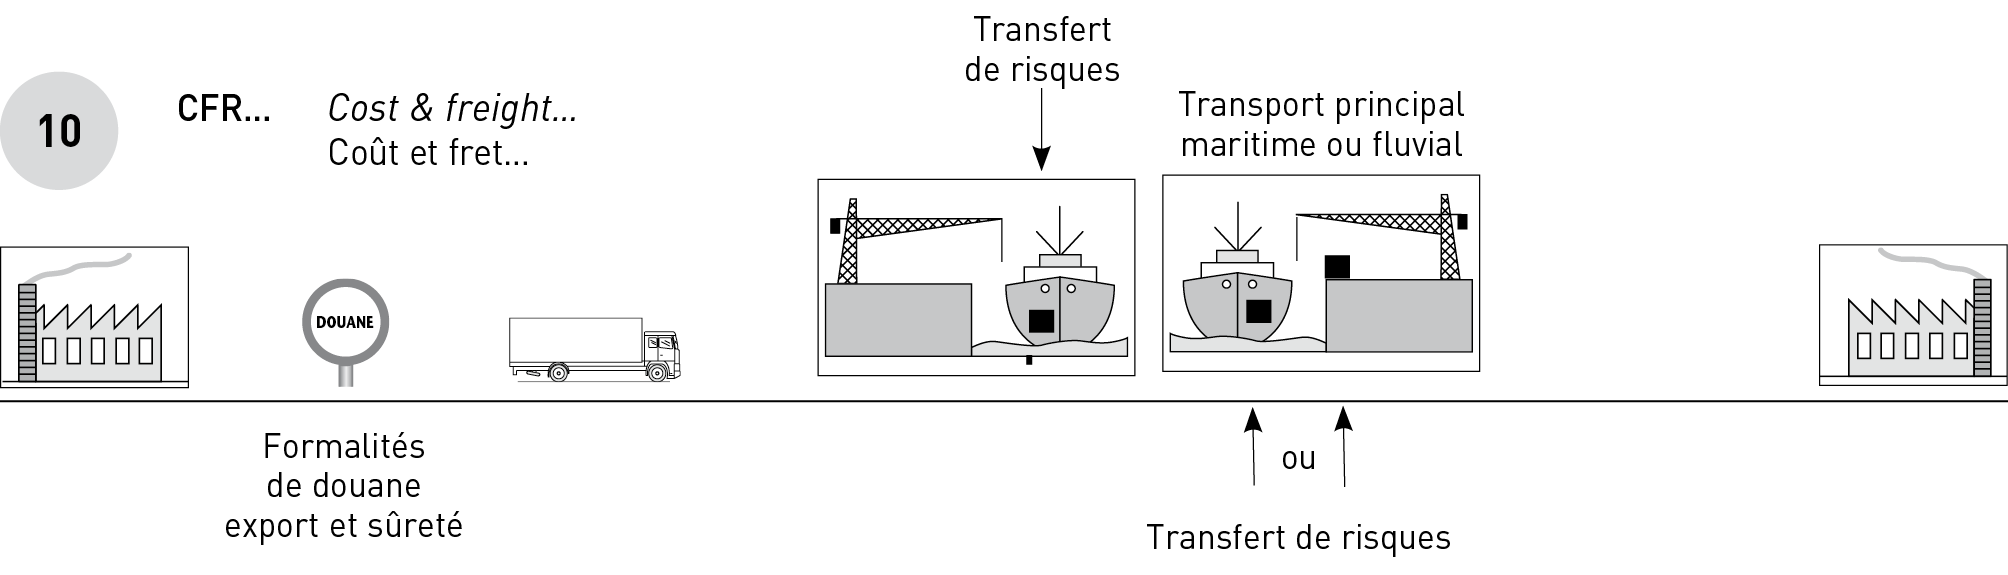 Transfert
de risques
10
CFR...
Cost & freight...
Coût et fret...
Transport principal
maritime ou fluvial
DOUANE
Formalités
de douane
export et sûreté
ou
Transfert de risques